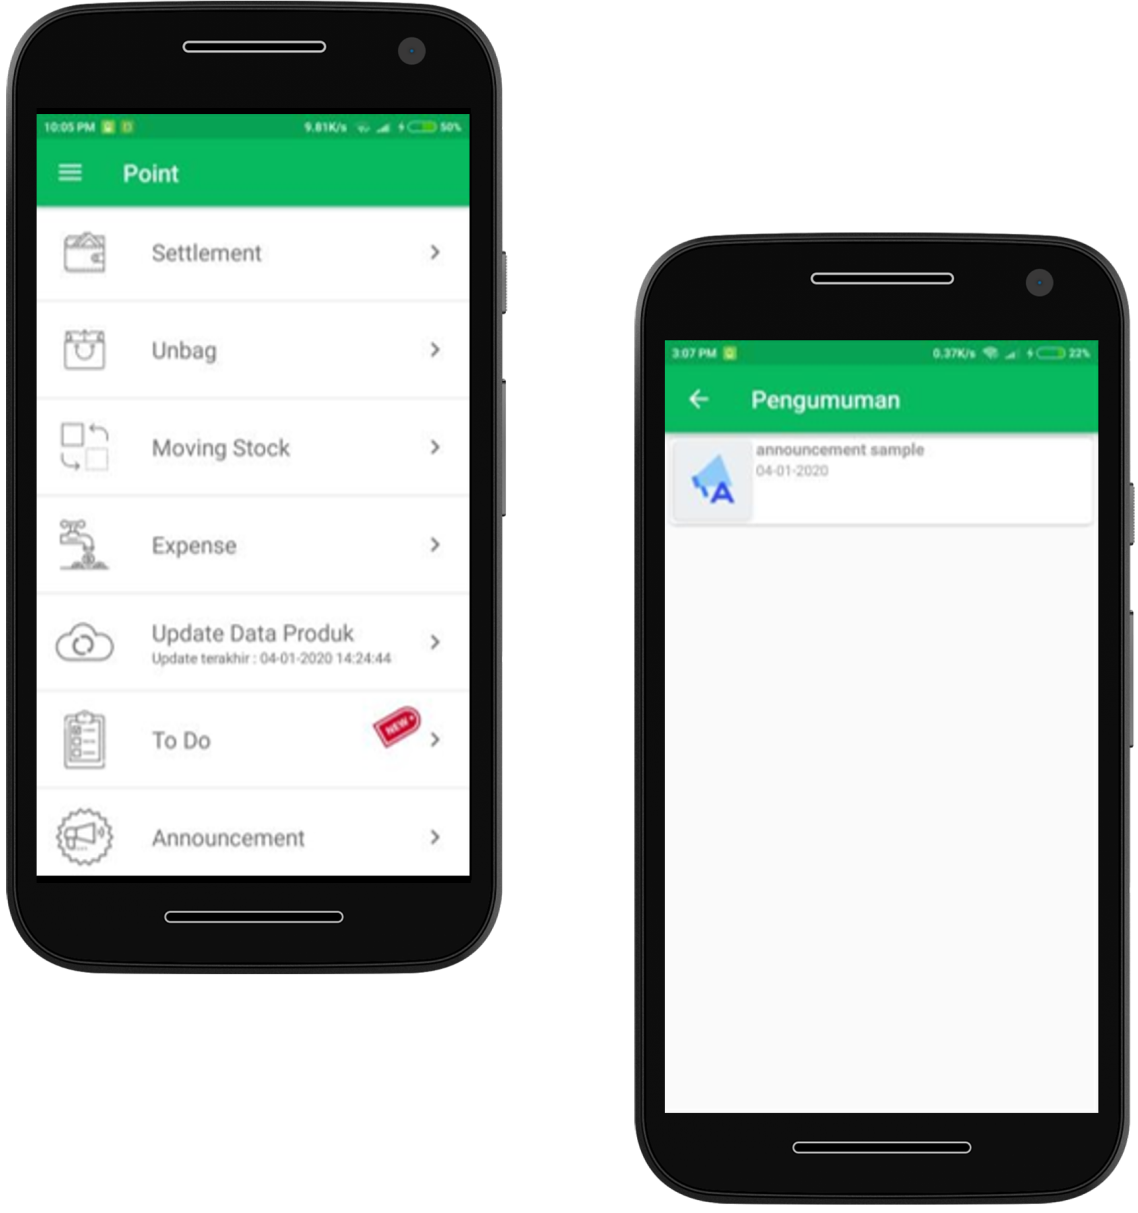 10:05 PM 9.81K/s 50%
Point
Settlement
Unbag
Moving Stock
Expense
Update Data Produk
Update terakhir : 04-01-2020 14:24:44
To Do
NEW
Announcement
3:07 PM 0.37K/s 22%
Pengumuman
announcement sample
04-01-2020
A